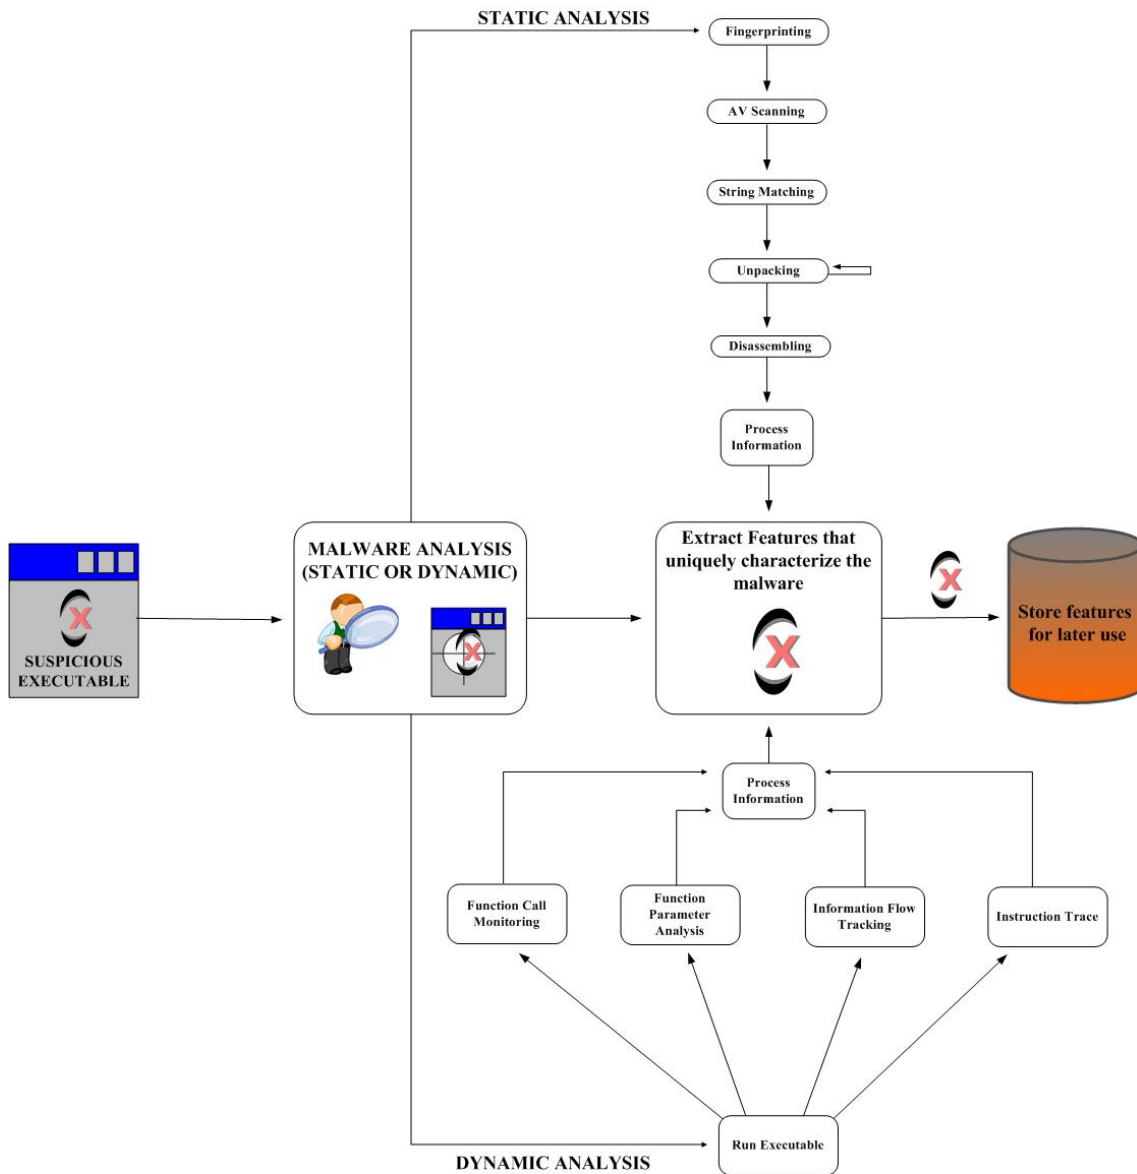 STATIC ANALYSIS
Fingerprinting
AV Scanning
String Matching
Unpacking
Disassembling
Process
Information
SUSPICIOUS
EXECUTABLE
MALWARE ANALYSIS
(STATIC OR DYNAMIC)
Extract Features that
uniquely characterize the
malware
Store features
for later use
Process
Information
Function Call
Monitoring
Function
Parameter
Analysis
Information Flow
Tracking
Instruction Trace
Run Executable
DYNAMIC ANALYSIS